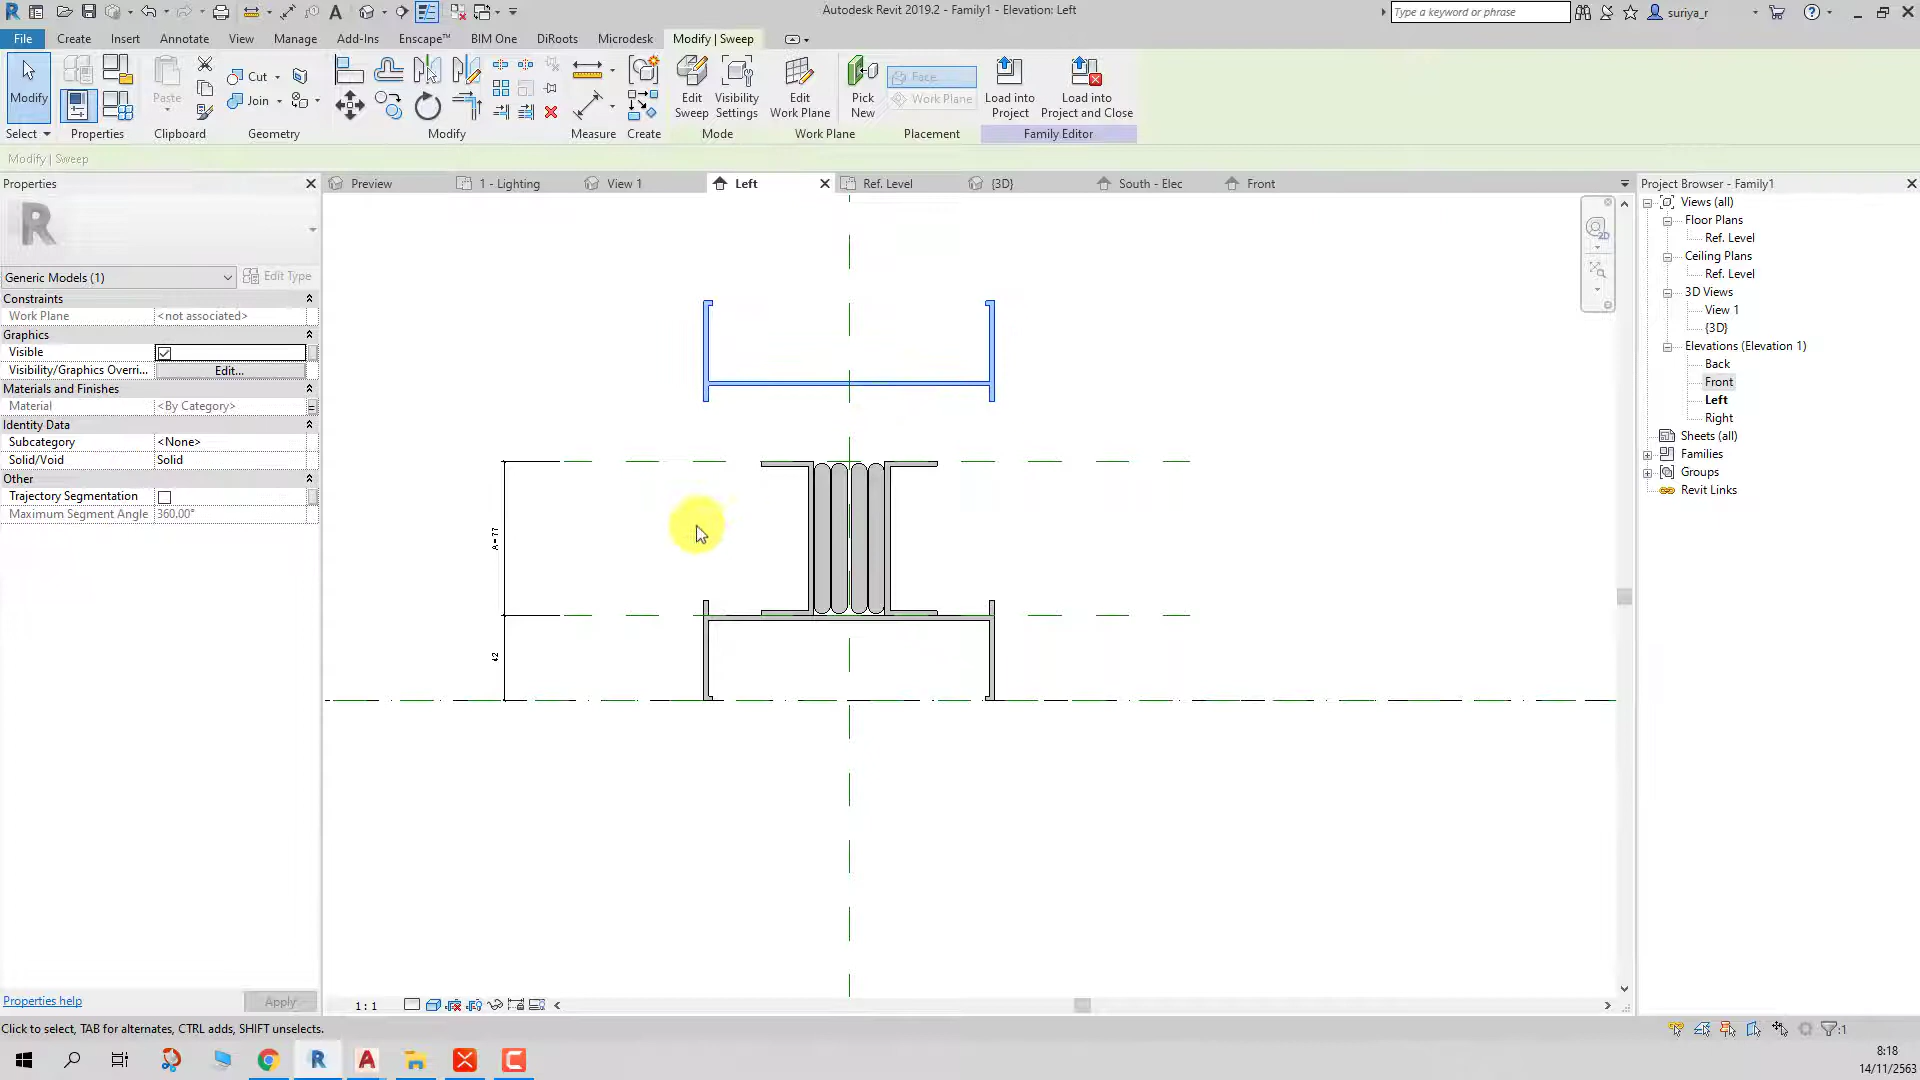 Autodesk Revit 2019.2 - Family1 - Elevation: Left
Type a keyword or phrase
suriya_r
File Create Insert Annotate View Manage Add-Ins Enscape™ BIM One DiRoots Microdesk Modify | Sweep
Modify
Select
Properties
Paste
Clipboard
Cut
Join
Geometry
Modify
Measure
Create
Edit Sweep
Visibility Settings
Mode
Edit Work Plane
Work Plane
Pick New
Face
Work Plane
Placement
Load into Project
Load into Project and Close
Family Editor
Modify | Sweep
Properties
Generic Models (1)
Edit Type
Constraints
Work Plane <not associated>
Graphics
Visible
Visibility/Graphics Overri... Edit...
Materials and Finishes
Material <By Category>
Identity Data
Subcategory <None>
Solid/Void Solid
Other
Trajectory Segmentation
Maximum Segment Angle 360.00°
Properties help
Apply
Preview 1 - Lighting View 1 Left Ref. Level {3D} South - Elec Front
2D
A = 77
42
1 : 1
Project Browser - Family1
Views (all)
Floor Plans
Ref. Level
Ceiling Plans
Ref. Level
3D Views
View 1
{3D}
Elevations (Elevation 1)
Back
Front
Left
Right
Sheets (all)
Families
Groups
Revit Links
Click to select, TAB for alternates, CTRL adds, SHIFT unselects.
:1
8:18
14/11/2563